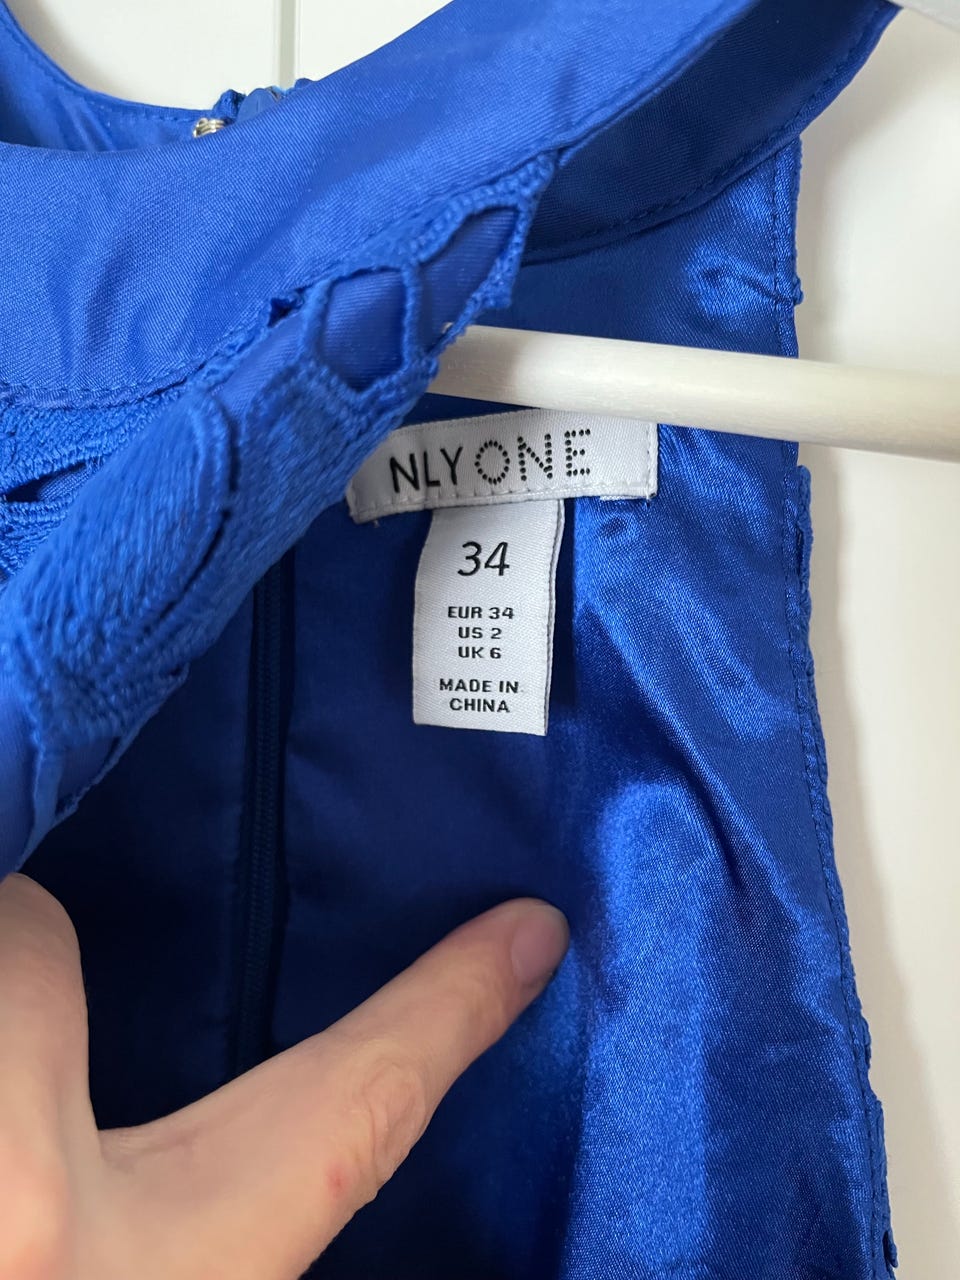 NLY ONE
34
EUR 34
US 2
UK 6
MADE IN
CHINA